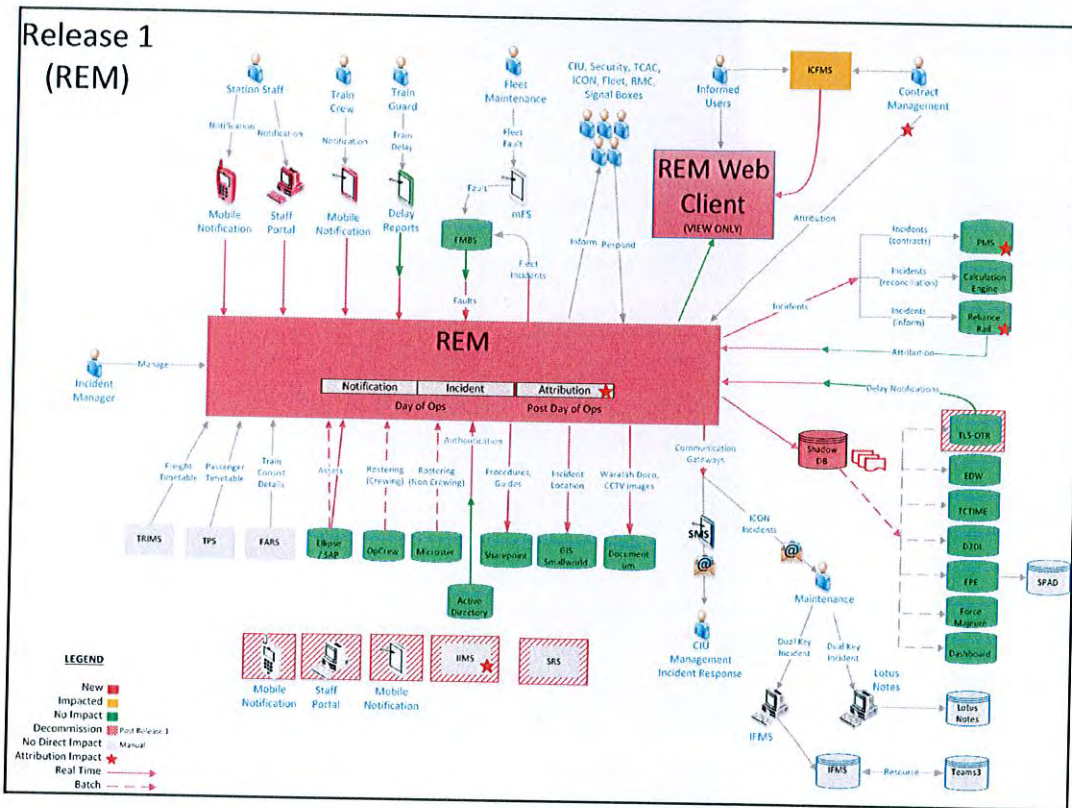 Release 1
(REM)
Station Staff
Train
Crew
Train
Guard
Fleet
Maintenance
CIU, Security, TCAC,
ICON, Fleet, RMC,
Signal Boxes
Informed
Users
ICFMS
Contract
Management
Notification
Notification
Notification
Train
Delay
Fleet
Fault
Fault
mFS
Mobile
Notification
Staff
Portal
Mobile
Notification
Delay
Reports
FMBS
Faults
Fleet
Incidents
Inform
Respond
REM Web
Client
(VIEW ONLY)
Attribution
Incidents
Incidents
(contracts)
PMS
Incidents
(reconciliation)
Calculation
Engine
Incidents
(inform)
Reliance
Rail
Attribution
Delay Notifications
REM
Notification
Incident
Attribution
Day of Ops
Post Day of Ops
Incident
Manager
Manage
Freight
Timetable
Passenger
Timetable
Train
Consist
Details
Assets
Rostering
(Crewing)
Rostering
(Non Crewing)
Authentication
Procedures,
Guides
Incident
Location
Waratah Doco,
CCTV images
Communication
Gateways
Shadow
DB
TRIMS
TPS
FARS
Ellipse
/ SAP
OpCrew
Microster
Sharepoint
GIS
Smallworld
Document
um
Active
Directory
SMS
@
ICON
Incidents
@
Maintenance
CIU
Management
Incident Response
Dual Key
Incident
Dual Key
Incident
Lotus
Notes
IFMS
Lotus
Notes
IFMS
Resource
Teams3
TLS-OTR
EDW
TCTIME
D2DL
FPE
SPAD
Force
Majeure
Dashboard
Mobile
Notification
Staff
Portal
Mobile
Notification
IIMS
SRS
LEGEND
New
Impacted
No Impact
Decommission
Post Release 1
No Direct Impact
Manual
Attribution Impact
Real Time
Batch